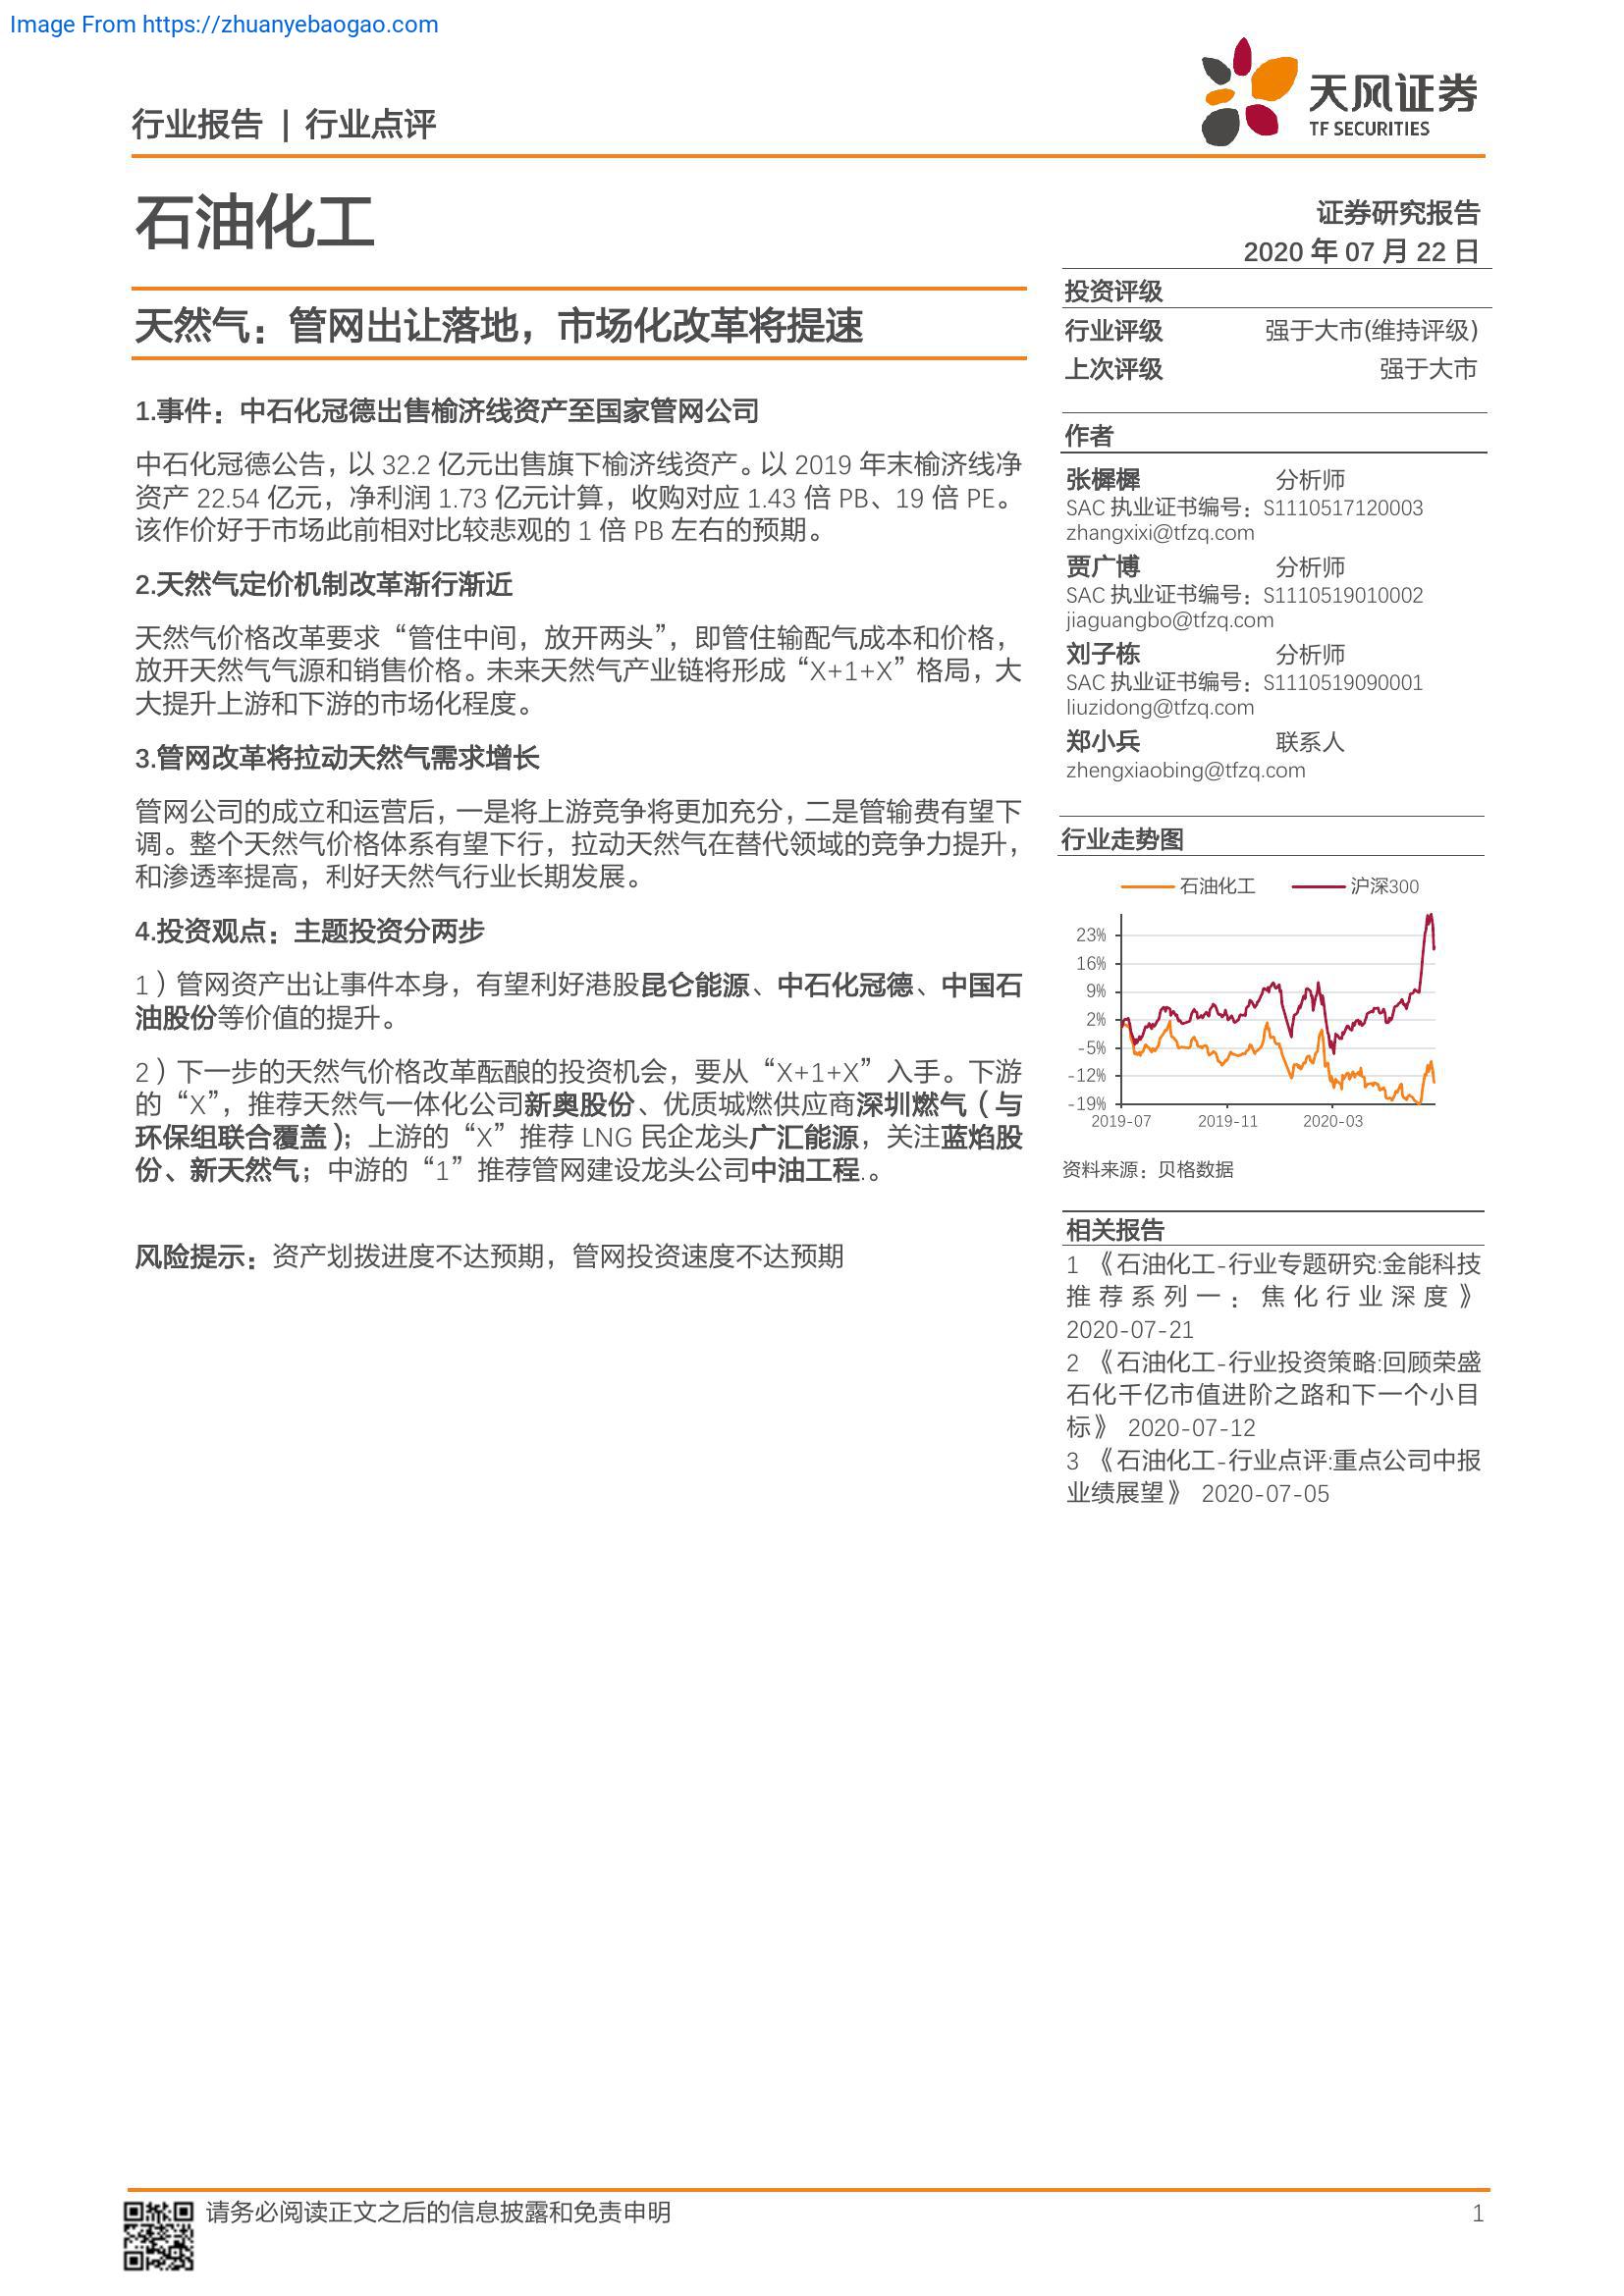 Image From https://zhuanyebaogao.com
行业报告 | 行业点评
天风证券
TF SECURITIES
石油化工
证券研究报告
2020 年 07 月 22 日
天然气：管网出让落地，市场化改革将提速
1.事件：中石化冠德出售榆济线资产至国家管网公司
中石化冠德公告，以 32.2 亿元出售旗下榆济线资产。以 2019 年末榆济线净
资产 22.54 亿元，净利润 1.73 亿元计算，收购对应 1.43 倍 PB、19 倍 PE。
该作价好于市场此前相对比较悲观的 1 倍 PB 左右的预期。
2.天然气定价机制改革渐行渐近
天然气价格改革要求“管住中间，放开两头”，即管住输配气成本和价格，
放开天然气气源和销售价格。未来天然气产业链将形成“X+1+X”格局，大
大提升上游和下游的市场化程度。
3.管网改革将拉动天然气需求增长
管网公司的成立和运营后，一是将上游竞争将更加充分，二是管输费有望下
调。整个天然气价格体系有望下行，拉动天然气在替代领域的竞争力提升，
和渗透率提高，利好天然气行业长期发展。
4.投资观点：主题投资分两步
1）管网资产出让事件本身，有望利好港股昆仑能源、中石化冠德、中国石
油股份等价值的提升。
2）下一步的天然气价格改革酝酿的投资机会，要从“X+1+X”入手。下游
的“X”，推荐天然气一体化公司新奥股份、优质城燃供应商深圳燃气（与
环保组联合覆盖）；上游的“X”推荐 LNG 民企龙头广汇能源，关注蓝焰股
份、新天然气；中游的“1”推荐管网建设龙头公司中油工程.。
风险提示：资产划拨进度不达预期，管网投资速度不达预期
投资评级
行业评级 强于大市(维持评级)
上次评级 强于大市
作者
张樨樨 分析师
SAC 执业证书编号：S1110517120003
zhangxixi@tfzq.com
贾广博 分析师
SAC 执业证书编号：S1110519010002
jiaguangbo@tfzq.com
刘子栋 分析师
SAC 执业证书编号：S1110519090001
liuzidong@tfzq.com
郑小兵 联系人
zhengxiaobing@tfzq.com
行业走势图
石油化工 沪深300
23%
16%
9%
2%
-5%
-12%
-19%
2019-07 2019-11 2020-03
资料来源：贝格数据
相关报告
1 《石油化工-行业专题研究:金能科技
推荐系列一：焦化行业深度》
2020-07-21
2 《石油化工-行业投资策略:回顾荣盛
石化千亿市值进阶之路和下一个小目
标》 2020-07-12
3 《石油化工-行业点评:重点公司中报
业绩展望》 2020-07-05
请务必阅读正文之后的信息披露和免责申明 1